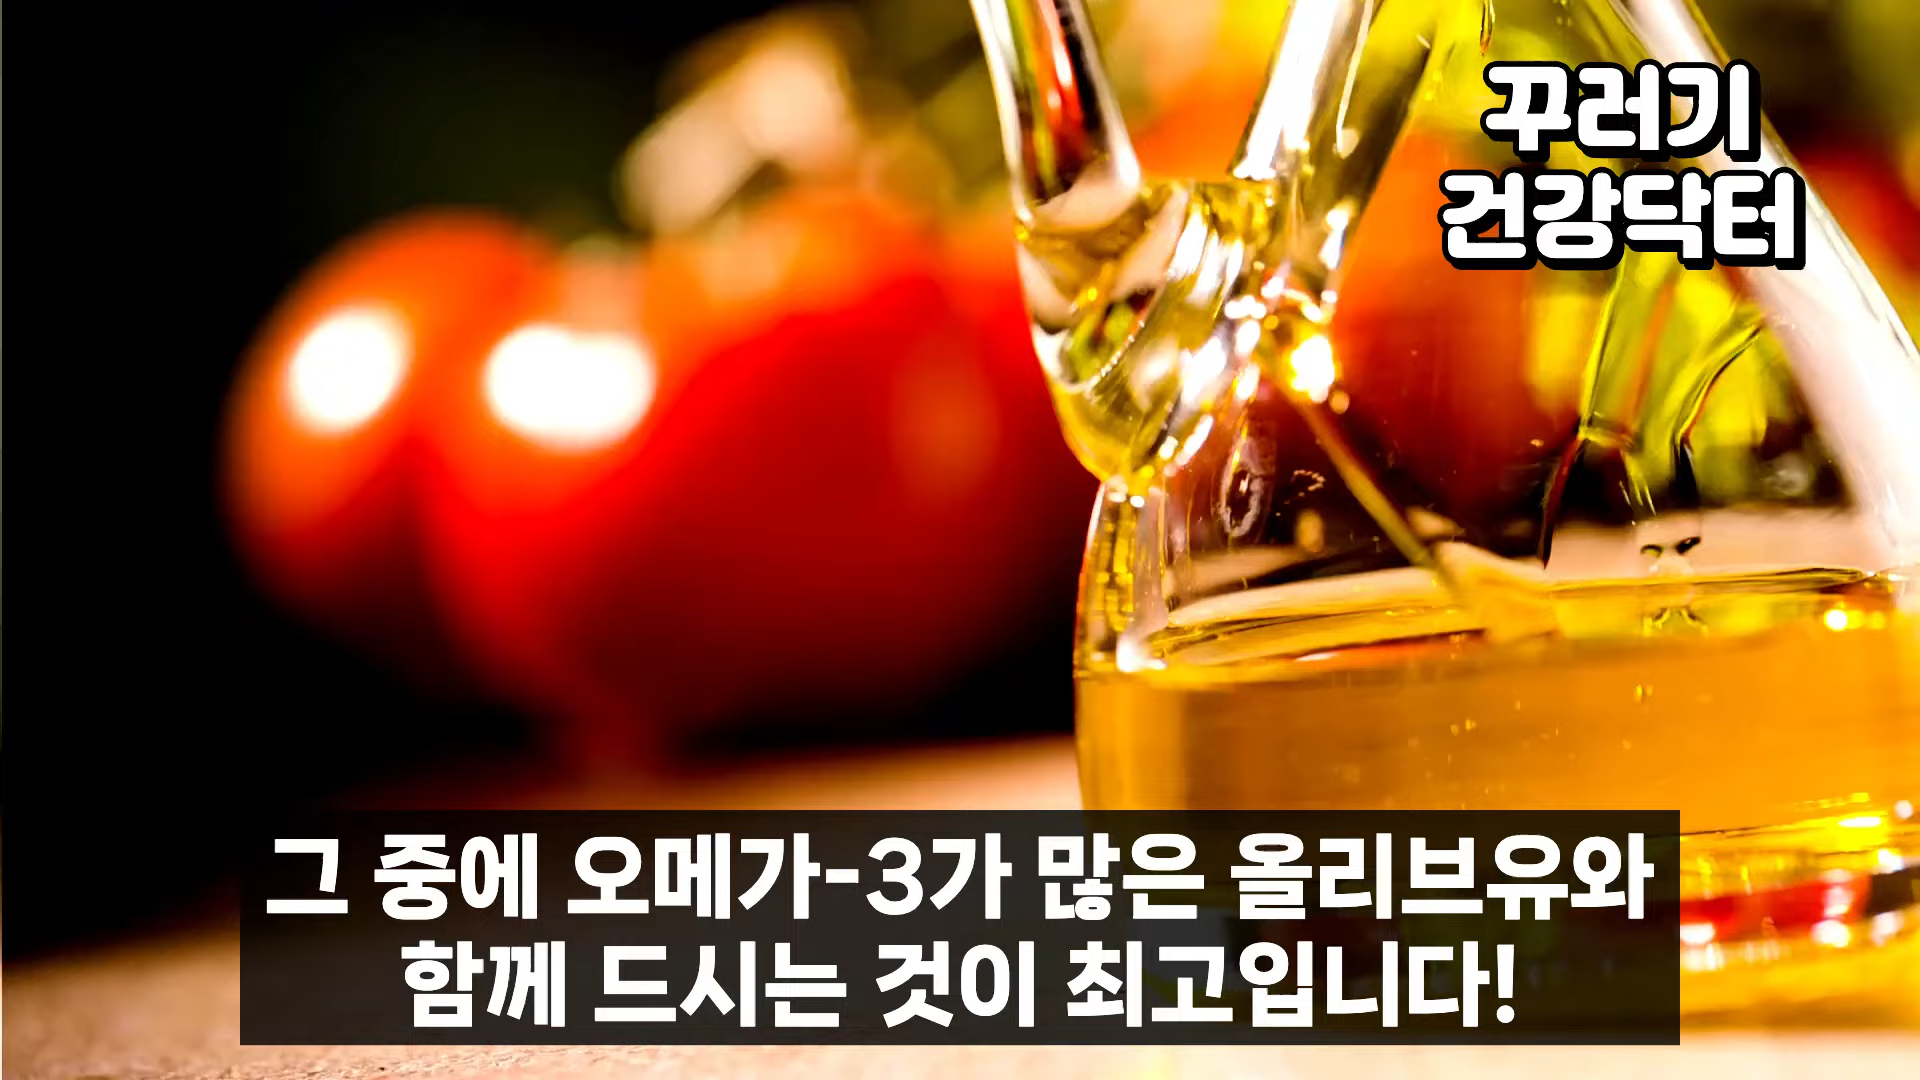 꾸러기
건강닥터
그 중에 오메가-3가 많은 올리브유와
함께 드시는 것이 최고입니다!